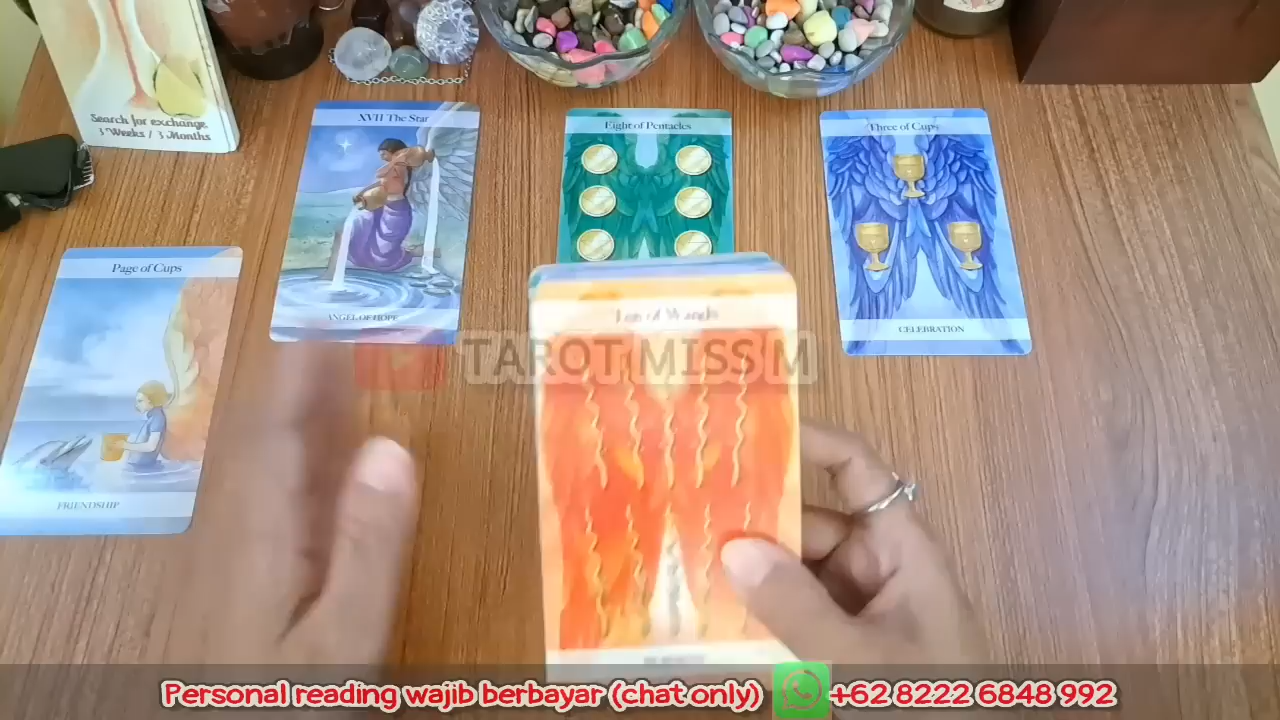 Search for exchange,
3 Weeks / 3 Months
XVII The Star
ANGEL OF HOPE
Eight of Pentacles
Three of Cups
CELEBRATION
Page of Cups
FRIENDSHIP
Ten of Wands
TAROT MISS M
Personal reading wajib berbayar (chat only) +62 8222 6848 992